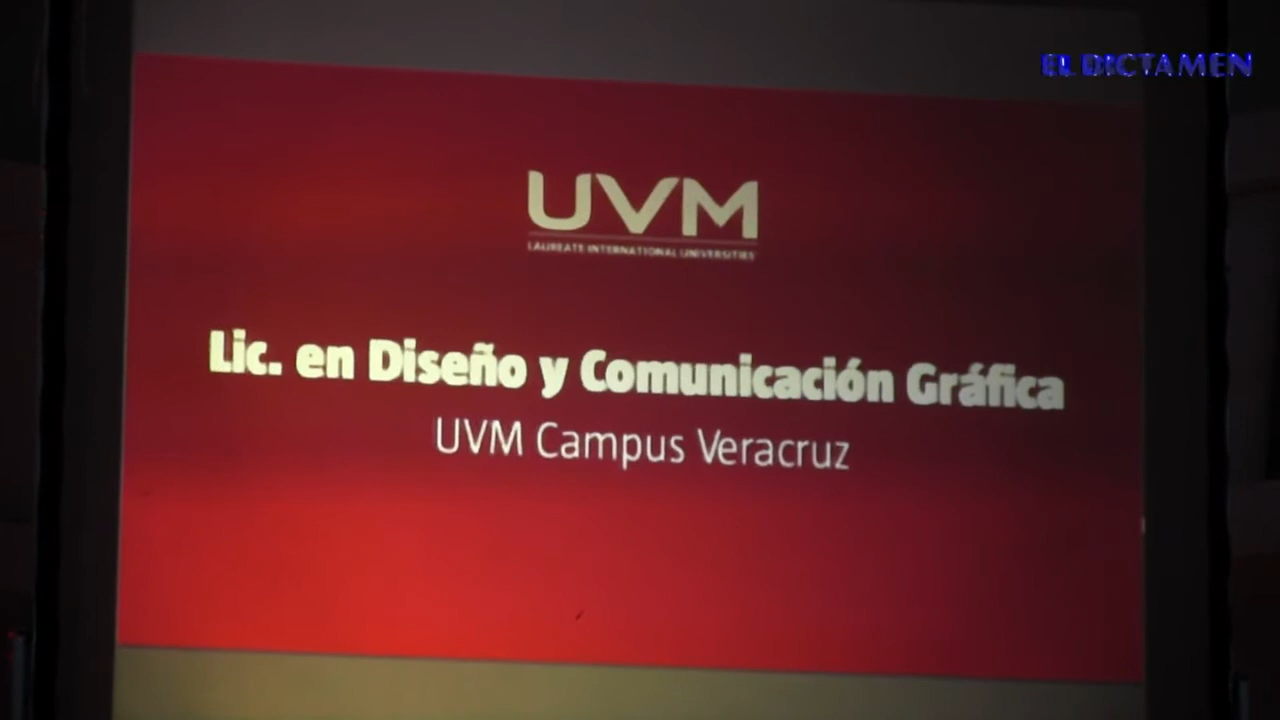 EL DICTAMEN
UVM
LAUREATE INTERNATIONAL UNIVERSITIES
Lic. en Diseño y Comunicación Gráfica
UVM Campus Veracruz